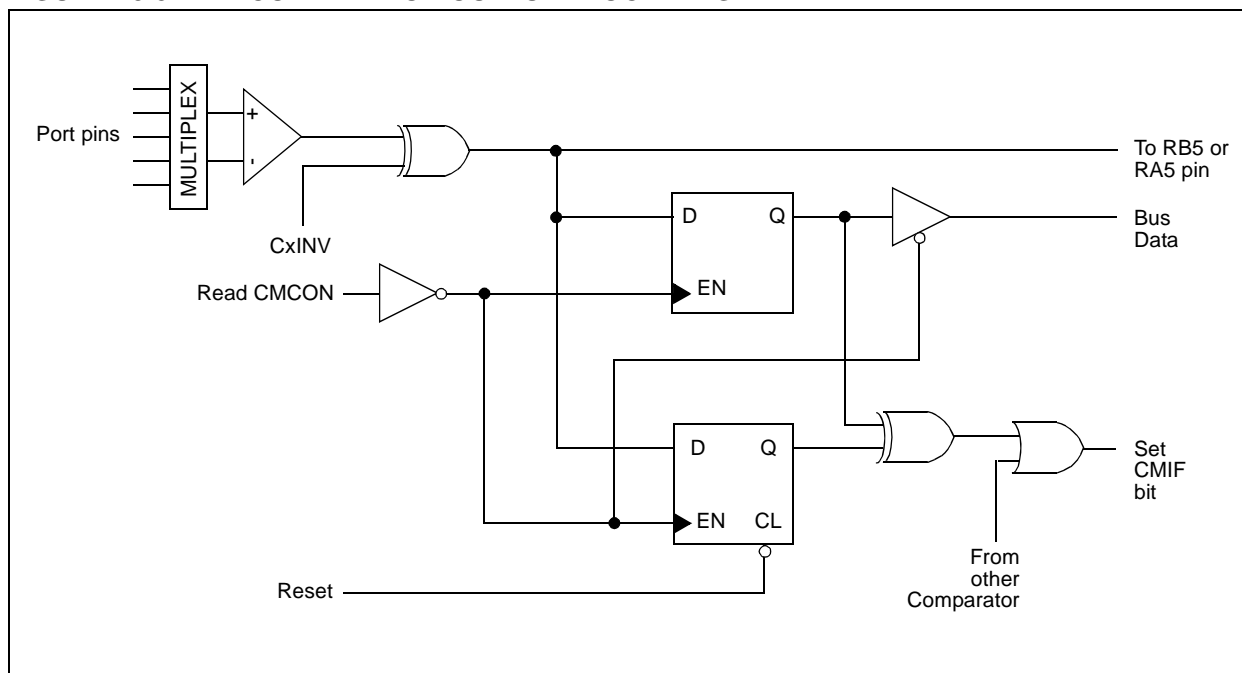 MULTIPLEX
+
-
Port pins
CxINV
To RB5 or
RA5 pin
D
Q
EN
Bus
Data
Read CMCON
D
Q
EN
CL
Set
CMIF
bit
From
other
Comparator
Reset